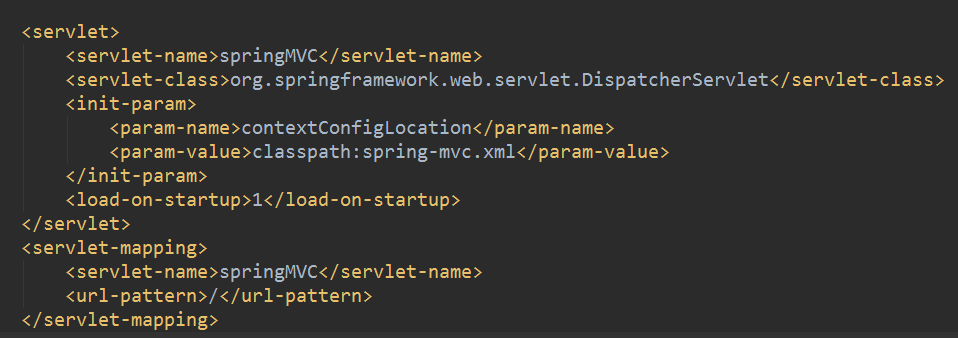 <servlet>
    <servlet-name>springMVC</servlet-name>
    <servlet-class>org.springframework.web.servlet.DispatcherServlet</servlet-class>
    <init-param>
        <param-name>contextConfigLocation</param-name>
        <param-value>classpath:spring-mvc.xml</param-value>
    </init-param>
    <load-on-startup>1</load-on-startup>
</servlet>
<servlet-mapping>
    <servlet-name>springMVC</servlet-name>
    <url-pattern>/</url-pattern>
</servlet-mapping>